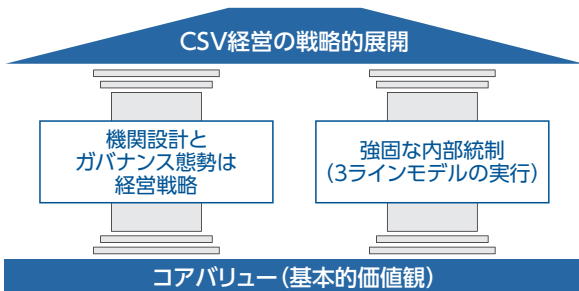 CSV経営の戦略的展開
機関設計と
ガバナンス態勢は
経営戦略
強固な内部統制
(3ラインモデルの実行)
コアバリュー(基本的価値観)